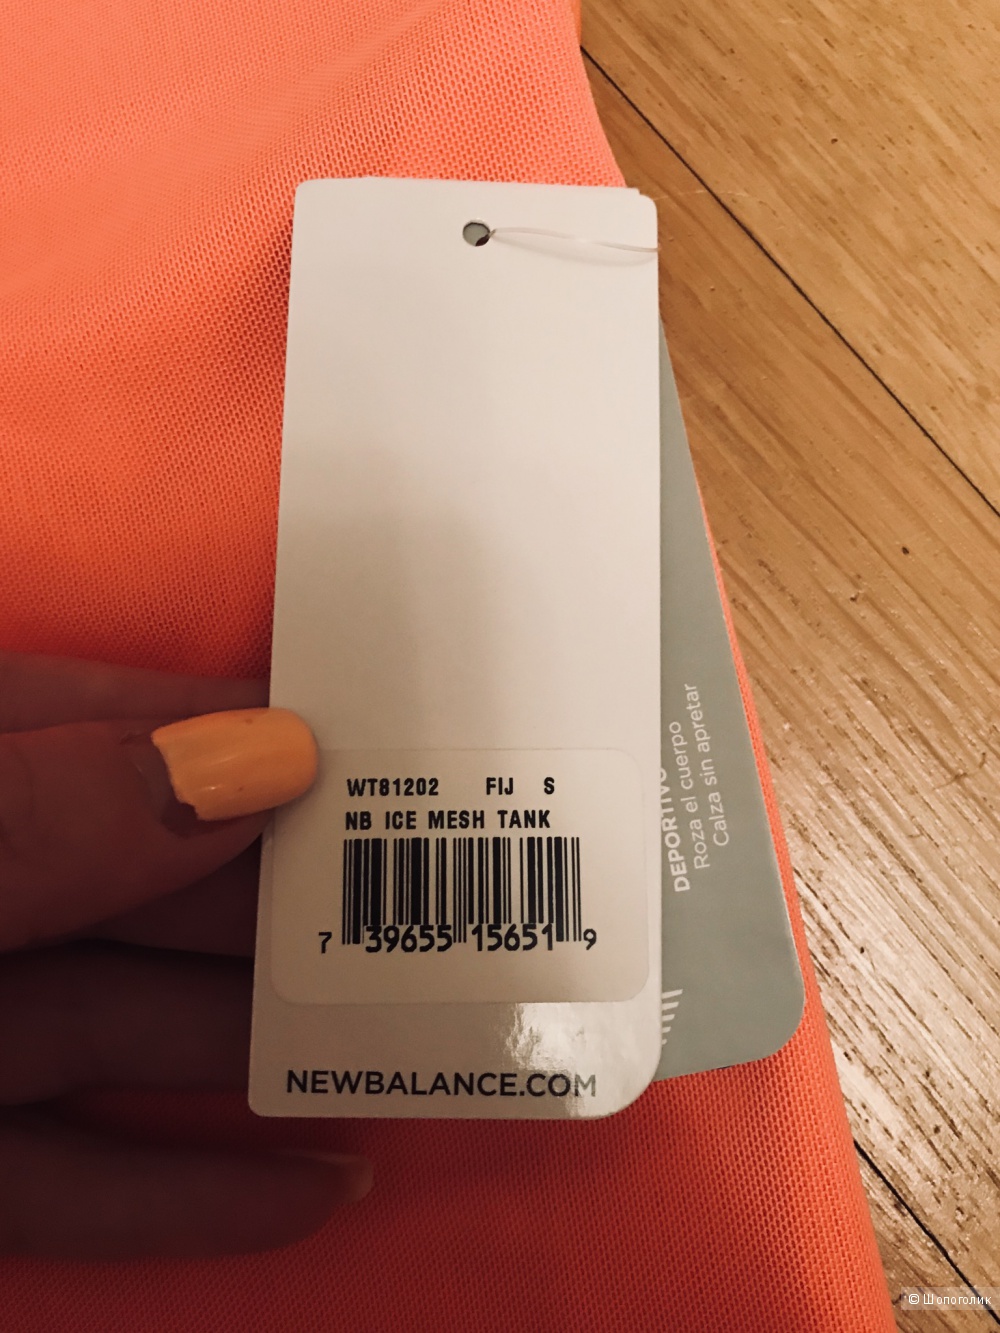 WT81202 FIJ S
NB ICE MESH TANK
7 39655 15651 9
NEWBALANCE.COM
DEPORTIVO
Roza el cuerpo
Calza sin apretar
© Шопоголик